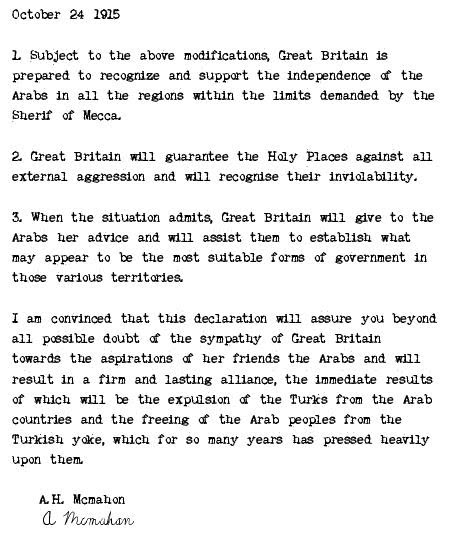 October 24 1915
1. Subject to the above modifications, Great Britain is
prepared to recognize and support the independence of the
Arabs in all the regions within the limits demanded by the
Sherif of Mecca.
2. Great Britain will guarantee the Holy Places against all
external aggression and will recognise their inviolability.
3. When the situation admits, Great Britain will give to the
Arabs her advice and will assist them to establish what
may appear to be the most suitable forms of government in
those various territories.
I am convinced that this declaration will assure you beyond
all possible doubt of the sympathy of Great Britain
towards the aspirations of her friends the Arabs and will
result in a firm and lasting alliance, the immediate results
of which will be the expulsion of the Turks from the Arab
countries and the freeing of the Arab peoples from the
Turkish yoke, which for so many years has pressed heavily
upon them.
A.H. Mcmahon
A Mcmahan